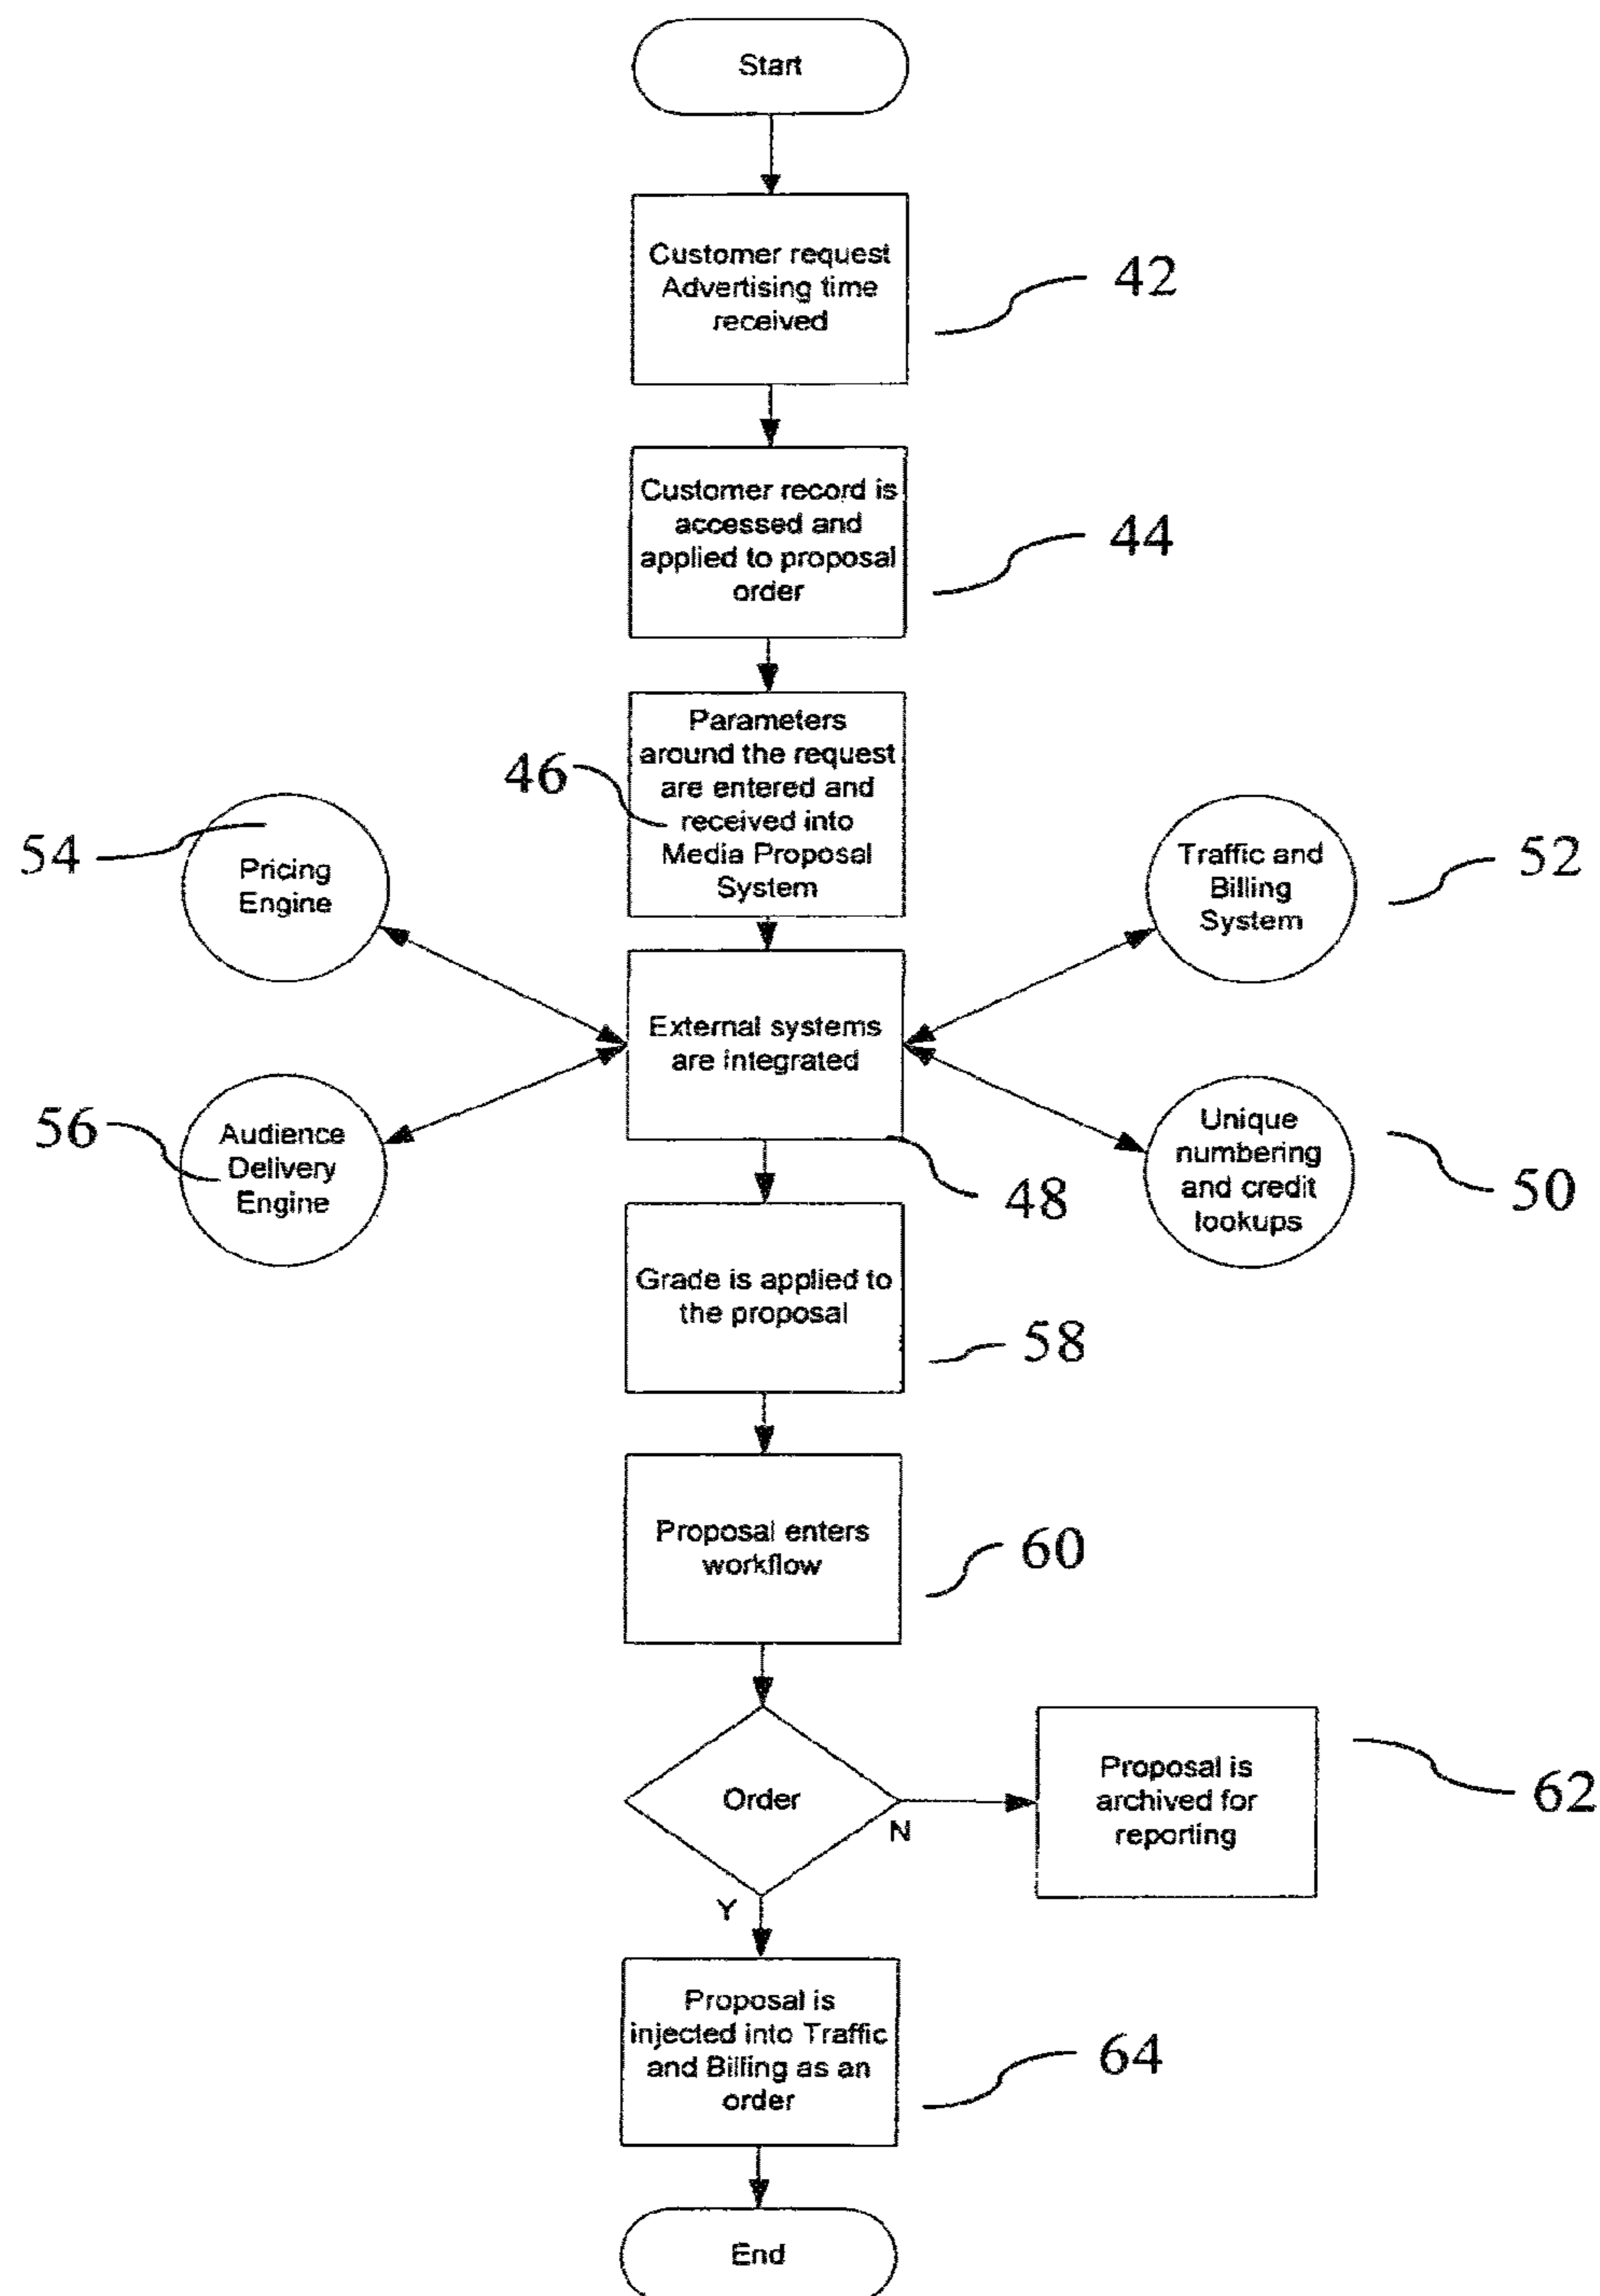 Start
Customer request
Advertising time
received
42
Customer record is
accessed and
applied to proposal
order
44
Parameters
around the request
are entered and
received into
Media Proposal
System
46
54
Pricing
Engine
Traffic and
Billing
System
52
External systems
are integrated
48
56
Audience
Delivery
Engine
Unique
numbering
and credit
lookups
50
Grade is applied to
the proposal
58
Proposal enters
workflow
60
Order
N
Y
Proposal is
archived for
reporting
62
Proposal is
injected into Traffic
and Billing as an
order
64
End